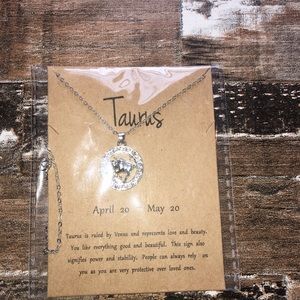 Taurus
April 20 May 20
Taurus is ruled by Venus and represents love and beauty.
You like everything good and beautiful. This sign also
signifies power and stability. People can always rely on
you as you are very protective over loved ones.